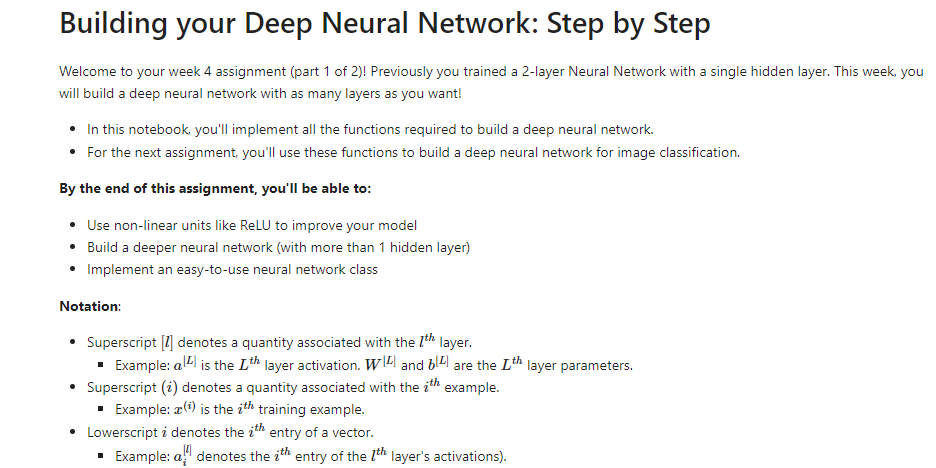 Building your Deep Neural Network: Step by Step
Welcome to your week 4 assignment (part 1 of 2)! Previously you trained a 2-layer Neural Network with a single hidden layer. This week, you
will build a deep neural network with as many layers as you want!
• In this notebook, you'll implement all the functions required to build a deep neural network.
• For the next assignment, you'll use these functions to build a deep neural network for image classification.
By the end of this assignment, you'll be able to:
• Use non-linear units like ReLU to improve your model
• Build a deeper neural network (with more than 1 hidden layer)
• Implement an easy-to-use neural network class
Notation:
• Superscript [l] denotes a quantity associated with the l^{th} layer.
▪ Example: a^{[L]} is the L^{th} layer activation. W^{[L]} and b^{[L]} are the L^{th} layer parameters.
• Superscript (i) denotes a quantity associated with the i^{th} example.
▪ Example: x^{(i)} is the i^{th} training example.
• Lowerscript i denotes the i^{th} entry of a vector.
▪ Example: a^{[l]}_i denotes the i^{th} entry of the l^{th} layer's activations).